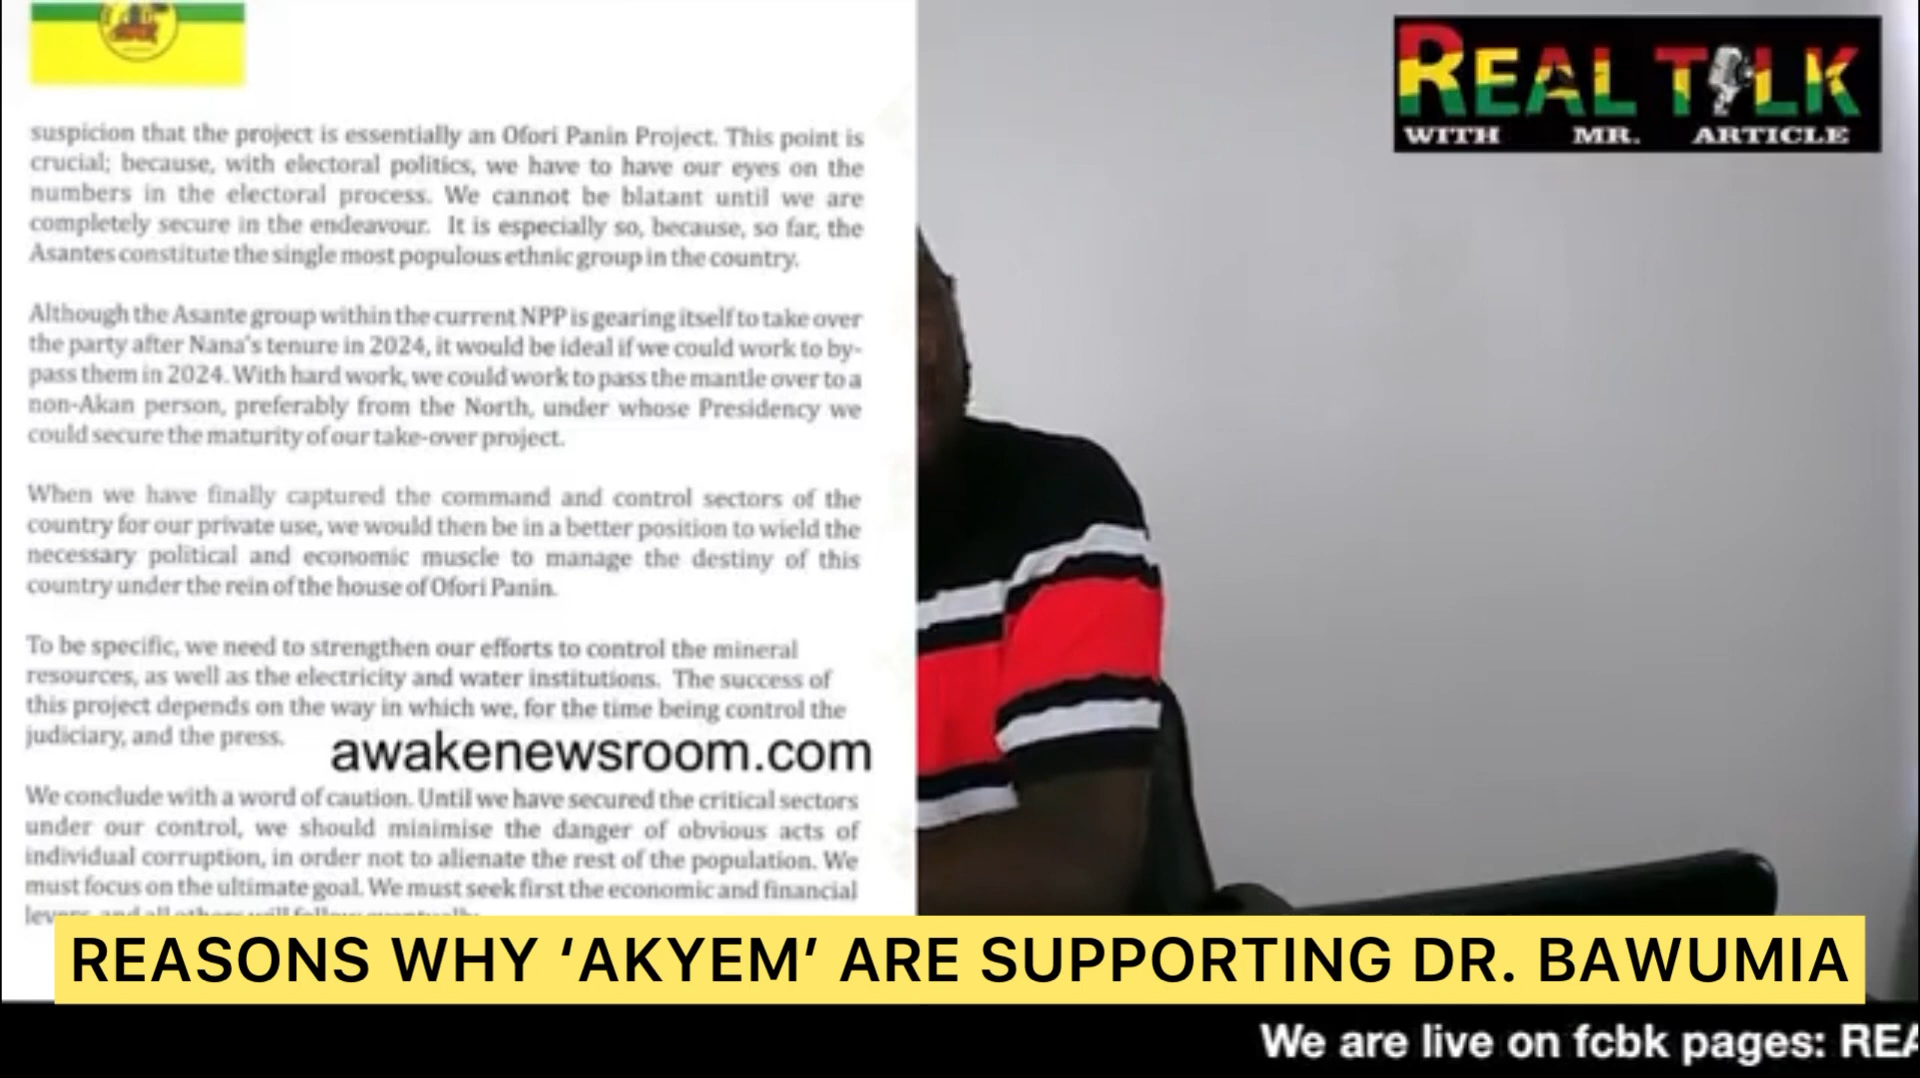 REAL TALK
WITH MR. ARTICLE
suspicion that the project is essentially an Ofori Panin Project. This point is
crucial; because, with electoral politics, we have to have our eyes on the
numbers in the electoral process. We cannot be blatant until we are
completely secure in the endeavour. It is especially so, because, so far, the
Asantes constitute the single most populous ethnic group in the country.
Although the Asante group within the current NPP is gearing itself to take over
the party after Nana's tenure in 2024, it would be ideal if we could work to by-
pass them in 2024. With hard work, we could work to pass the mantle over to a
non-Akan person, preferably from the North, under whose Presidency we
could secure the maturity of our take-over project.
When we have finally captured the command and control sectors of the
country for our private use, we would then be in a better position to wield the
necessary political and economic muscle to manage the destiny of this
country under the rein of the house of Ofori Panin.
To be specific, we need to strengthen our efforts to control the mineral
resources, as well as the electricity and water institutions. The success of
this project depends on the way in which we, for the time being control the
judiciary, and the press.
awakenewsroom.com
We conclude with a word of caution. Until we have secured the critical sectors
under our control, we should minimise the danger of obvious acts of
individual corruption, in order not to alienate the rest of the population. We
must focus on the ultimate goal. We must seek first the economic and financial
REASONS WHY ‘AKYEM’ ARE SUPPORTING DR. BAWUMIA
We are live on fcbk pages: REA